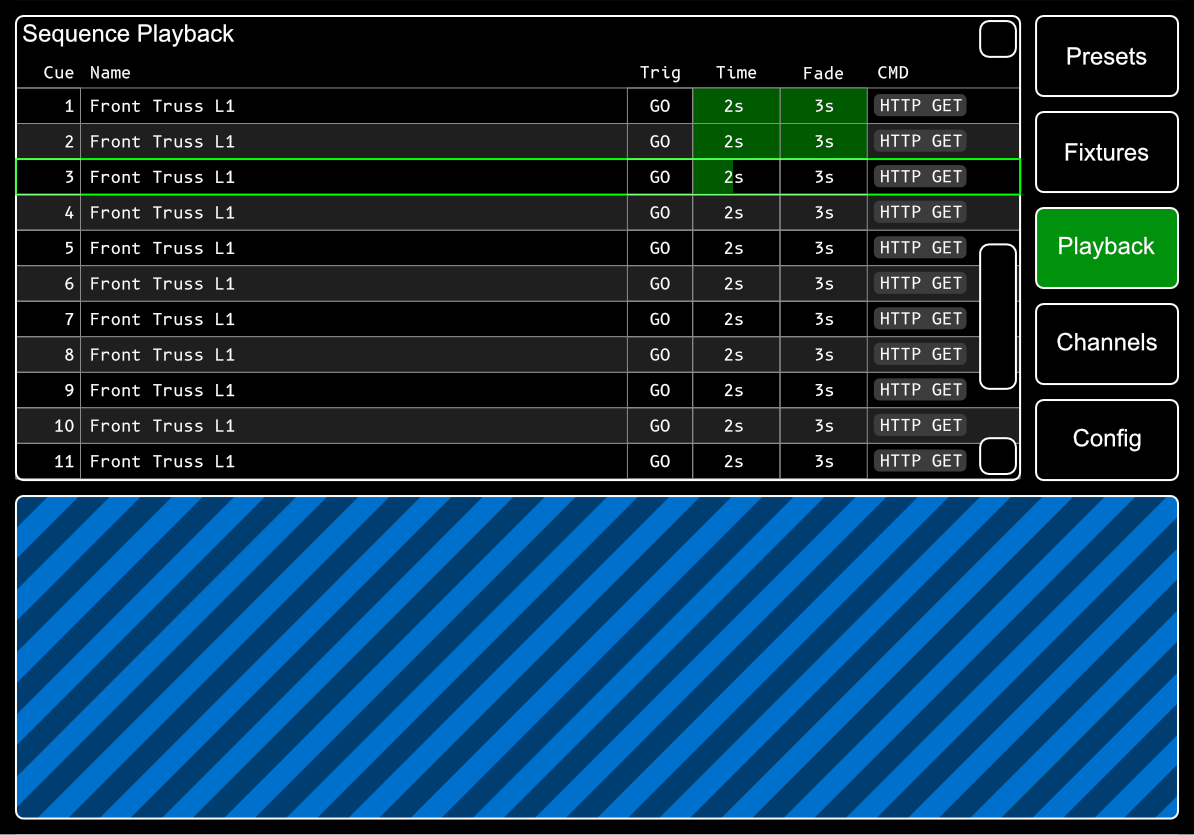 Sequence Playback
Cue Name Trig Time Fade CMD
1 Front Truss L1 GO 2s 3s HTTP GET
2 Front Truss L1 GO 2s 3s HTTP GET
3 Front Truss L1 GO 2s 3s HTTP GET
4 Front Truss L1 GO 2s 3s HTTP GET
5 Front Truss L1 GO 2s 3s HTTP GET
6 Front Truss L1 GO 2s 3s HTTP GET
7 Front Truss L1 GO 2s 3s HTTP GET
8 Front Truss L1 GO 2s 3s HTTP GET
9 Front Truss L1 GO 2s 3s HTTP GET
10 Front Truss L1 GO 2s 3s HTTP GET
11 Front Truss L1 GO 2s 3s HTTP GET
Presets
Fixtures
Playback
Channels
Config